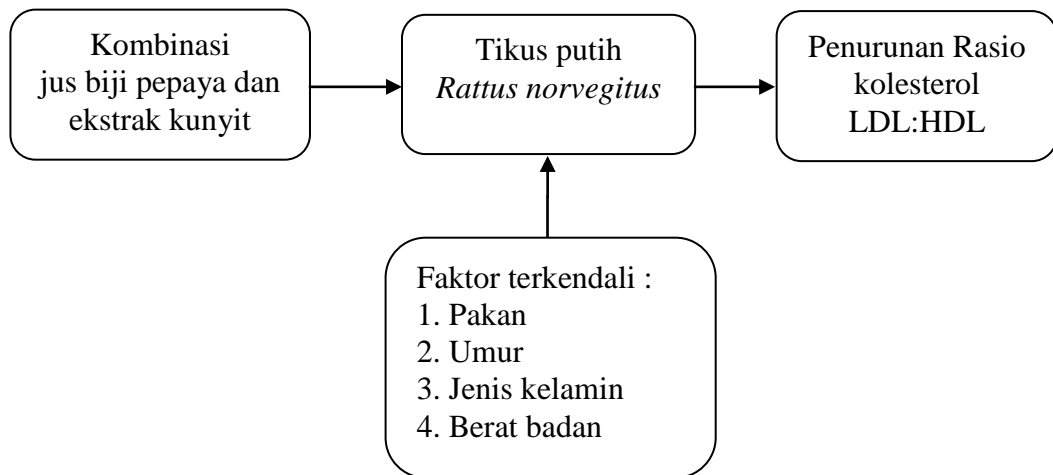 Kombinasi
jus biji pepaya dan
ekstrak kunyit
Tikus putih
Rattus norvegitus
Penurunan Rasio
kolesterol
LDL:HDL
Faktor terkendali :
1. Pakan
2. Umur
3. Jenis kelamin
4. Berat badan